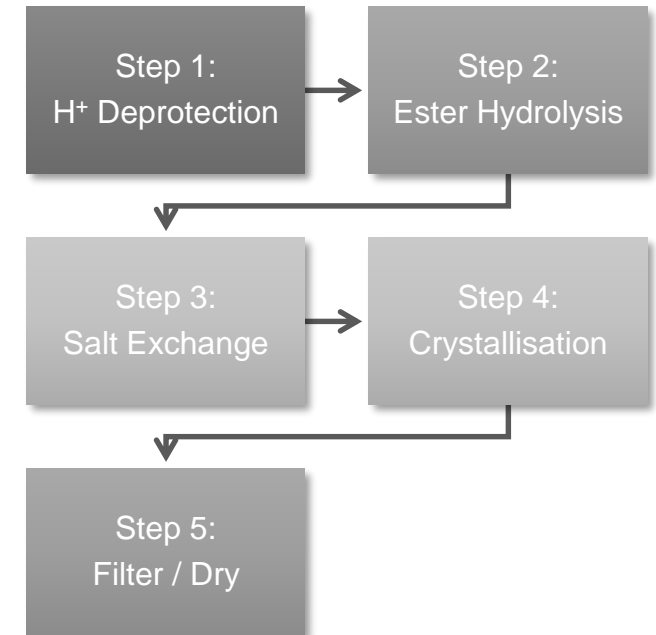 Step 1:
H⁺ Deprotection
Step 2:
Ester Hydrolysis
Step 3:
Salt Exchange
Step 4:
Crystallisation
Step 5:
Filter / Dry